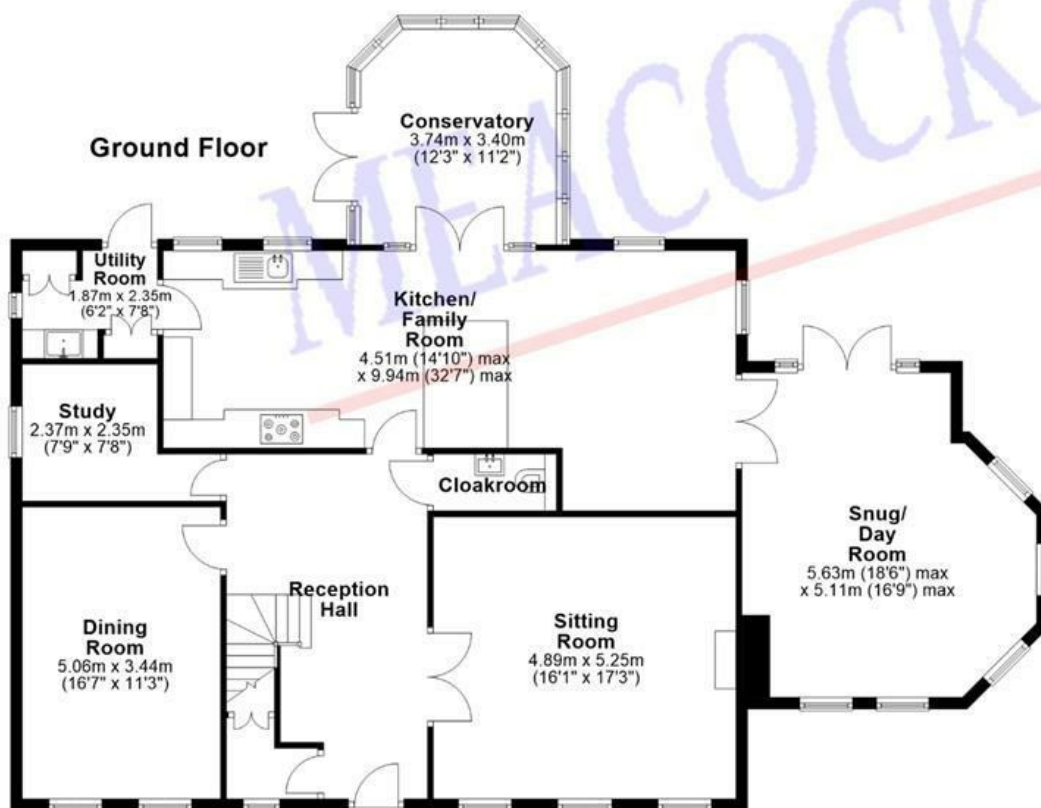 MEACOCK
Ground Floor
Conservatory
3.74m x 3.40m
(12'3" x 11'2")
Utility
Room
1.87m x 2.35m
(6'2" x 7'8")
Kitchen/
Family
Room
4.51m (14'10") max
x 9.94m (32'7") max
Study
2.37m x 2.35m
(7'9" x 7'8")
Cloakroom
Snug/
Day
Room
5.63m (18'6") max
x 5.11m (16'9") max
Reception
Hall
Dining
Room
5.06m x 3.44m
(16'7" x 11'3")
Sitting
Room
4.89m x 5.25m
(16'1" x 17'3")